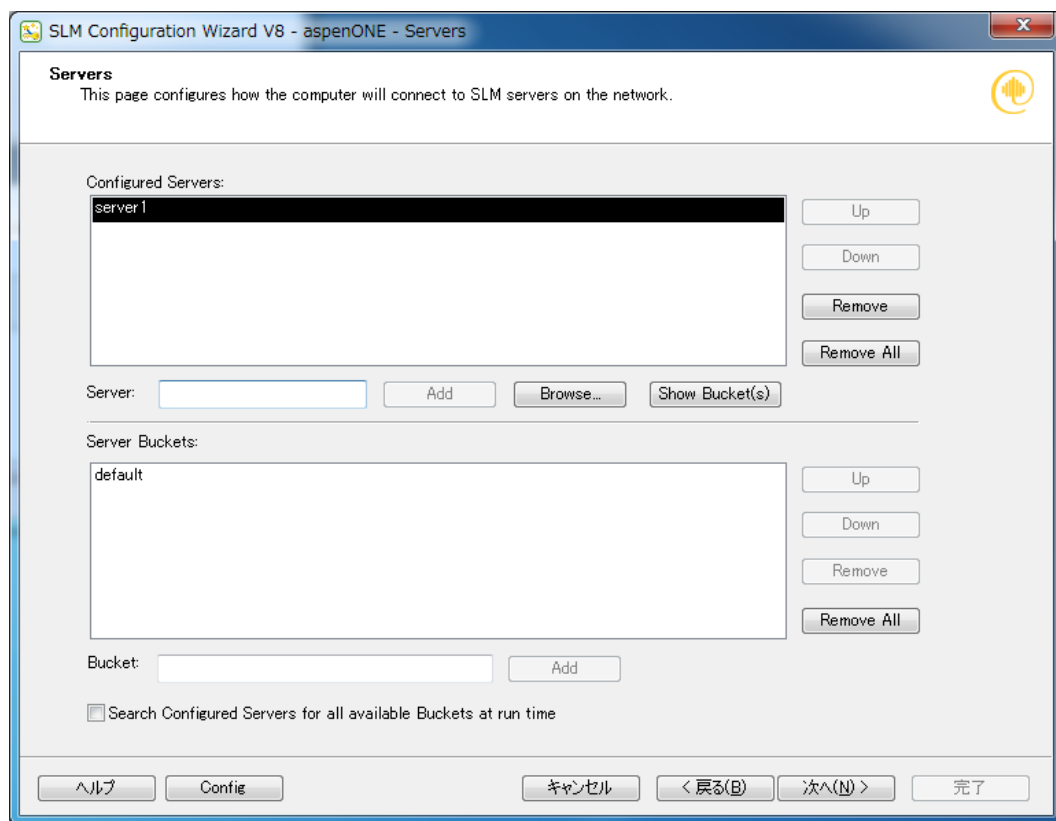 SLM Configuration Wizard V8 - aspenONE - Servers
Servers
This page configures how the computer will connect to SLM servers on the network.
Configured Servers:
server1
Up
Down
Remove
Remove All
Server:
Add
Browse...
Show Bucket(s)
Server Buckets:
default
Up
Down
Remove
Remove All
Bucket:
Add
Search Configured Servers for all available Buckets at run time
ヘルプ
Config
キャンセル
< 戻る(B)
次へ(N) >
完了